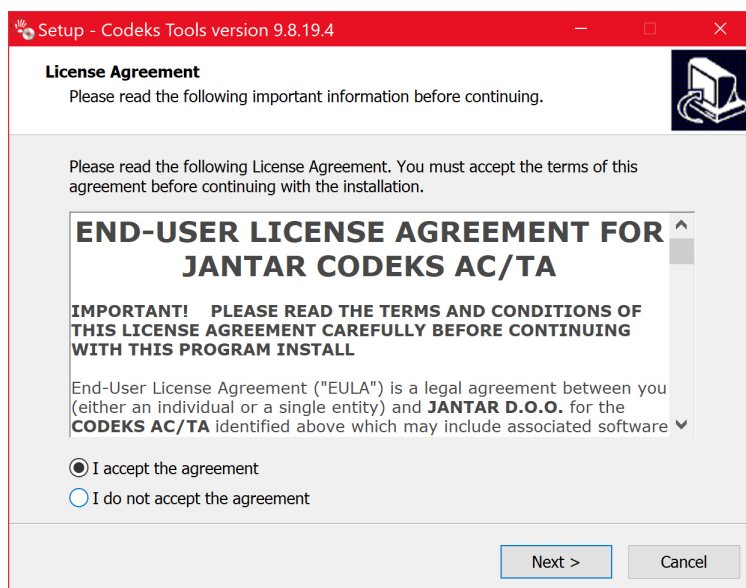 Setup - Codeks Tools version 9.8.19.4
License Agreement
Please read the following important information before continuing.
Please read the following License Agreement. You must accept the terms of this
agreement before continuing with the installation.
END-USER LICENSE AGREEMENT FOR
JANTAR CODEKS AC/TA
IMPORTANT!   PLEASE READ THE TERMS AND CONDITIONS OF
THIS LICENSE AGREEMENT CAREFULLY BEFORE CONTINUING
WITH THIS PROGRAM INSTALL
End-User License Agreement ("EULA") is a legal agreement between you
(either an individual or a single entity) and JANTAR D.O.O. for the
CODEKS AC/TA identified above which may include associated software
I accept the agreement
I do not accept the agreement
Next >
Cancel